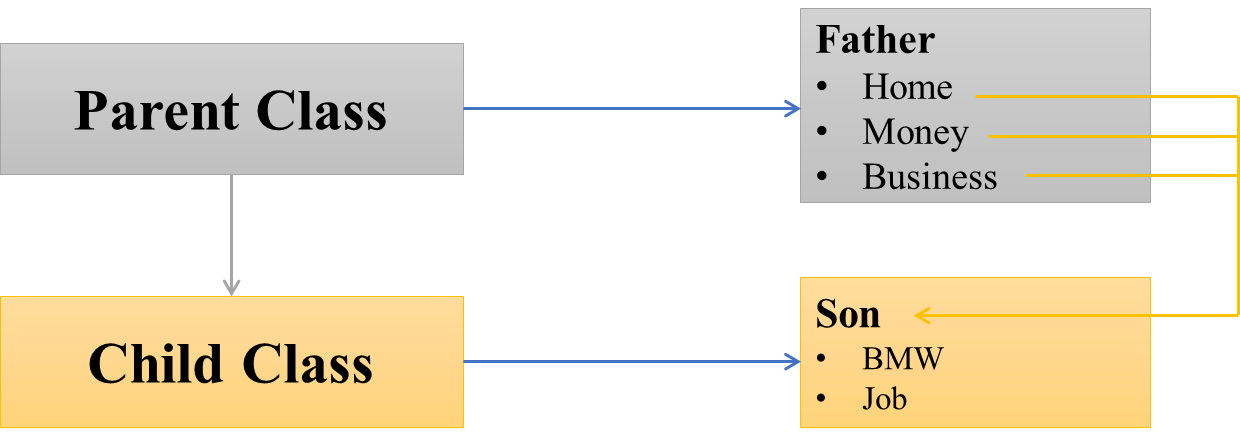 Parent Class
Father
• Home
• Money
• Business
Child Class
Son
• BMW
• Job